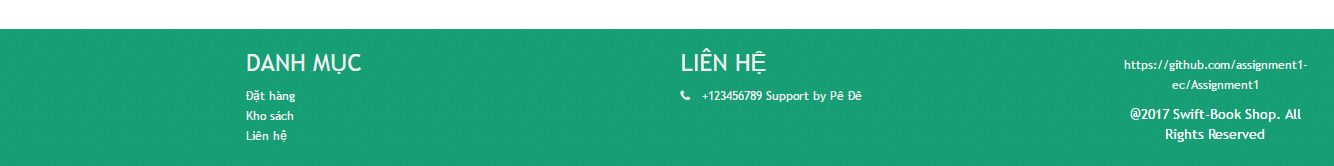 DANH MỤC
Đặt hàng
Kho sách
Liên hệ
LIÊN HỆ
+123456789 Support by Pê Đê
https://github.com/assignment1-
ec/Assignment1
@2017 Swift-Book Shop. All
Rights Reserved